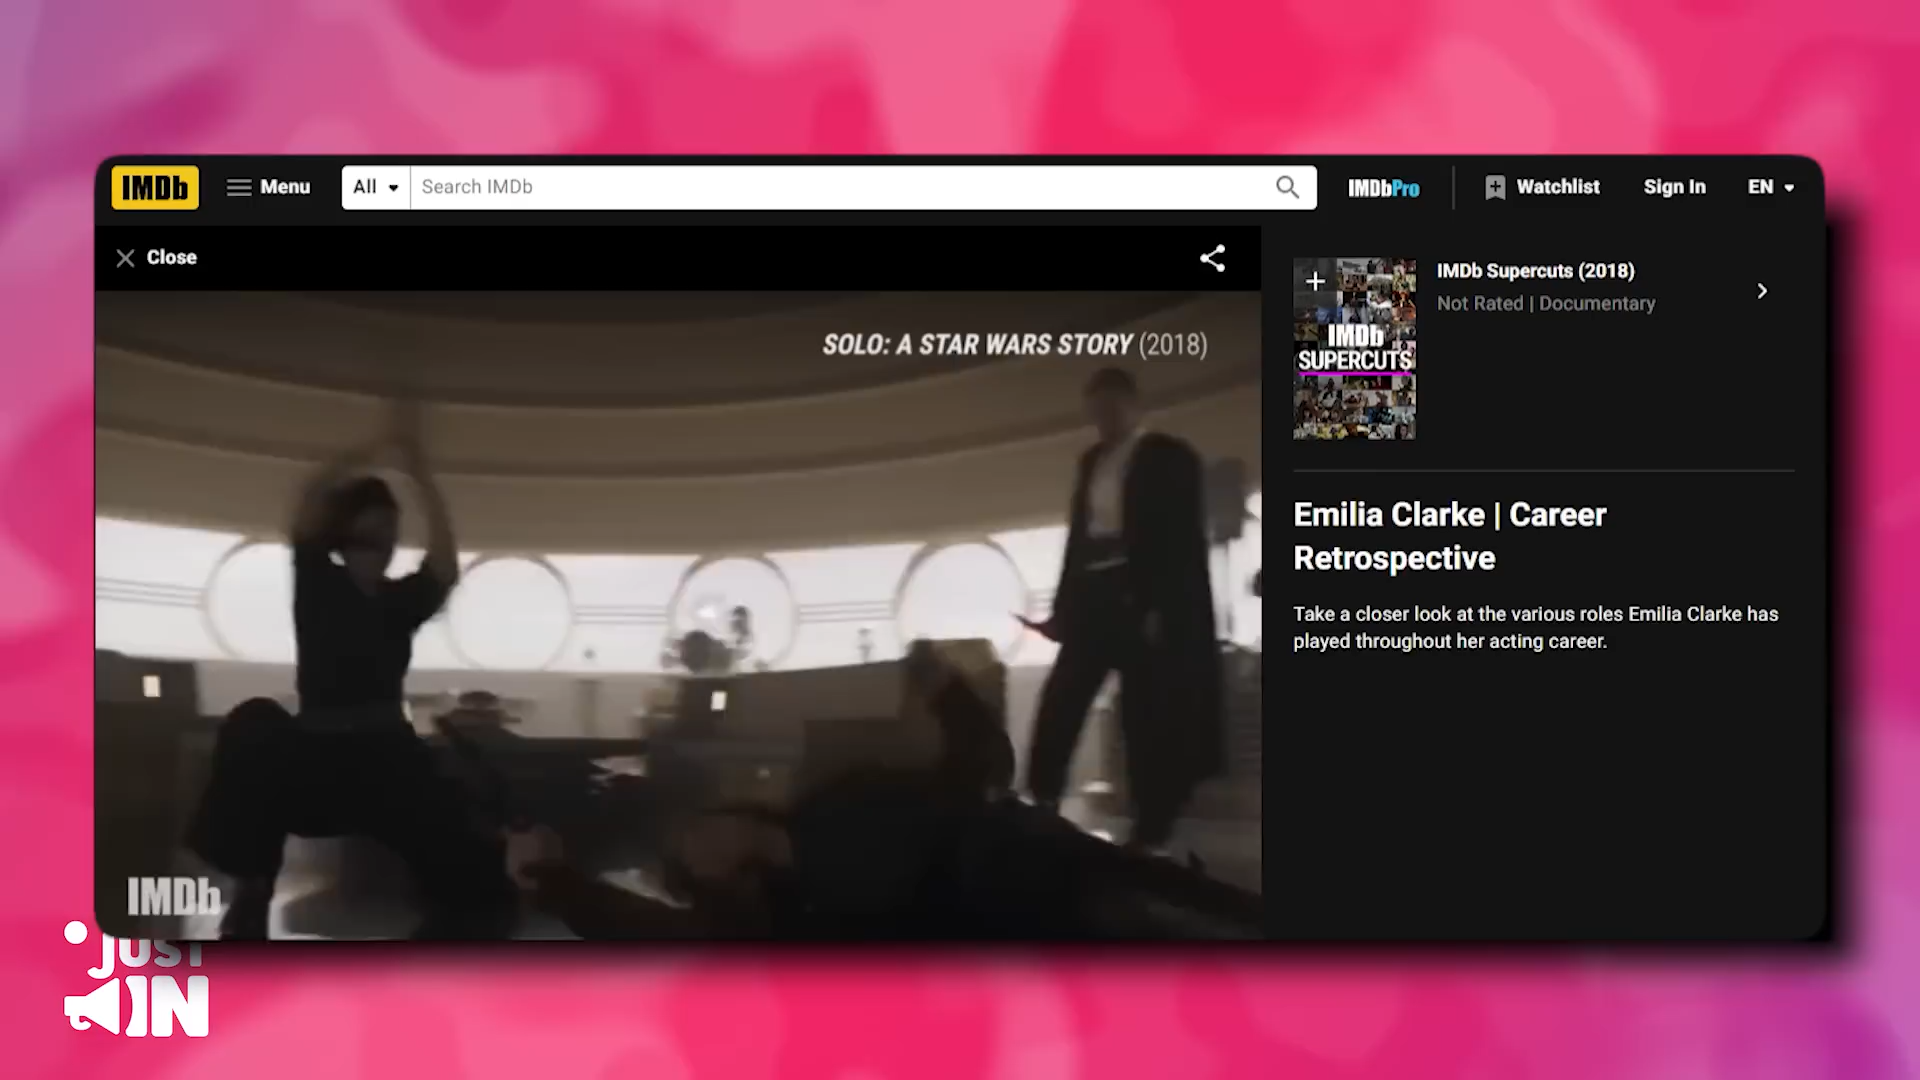 IMDb
Menu
All
Search IMDb
IMDbPro
Watchlist
Sign In
EN
Close
SOLO: A STAR WARS STORY (2018)
IMDb
SUPERCUTS
IMDb Supercuts (2018)
Not Rated | Documentary
Emilia Clarke | Career
Retrospective
Take a closer look at the various roles Emilia Clarke has
played throughout her acting career.
IMDb
JUST
IN